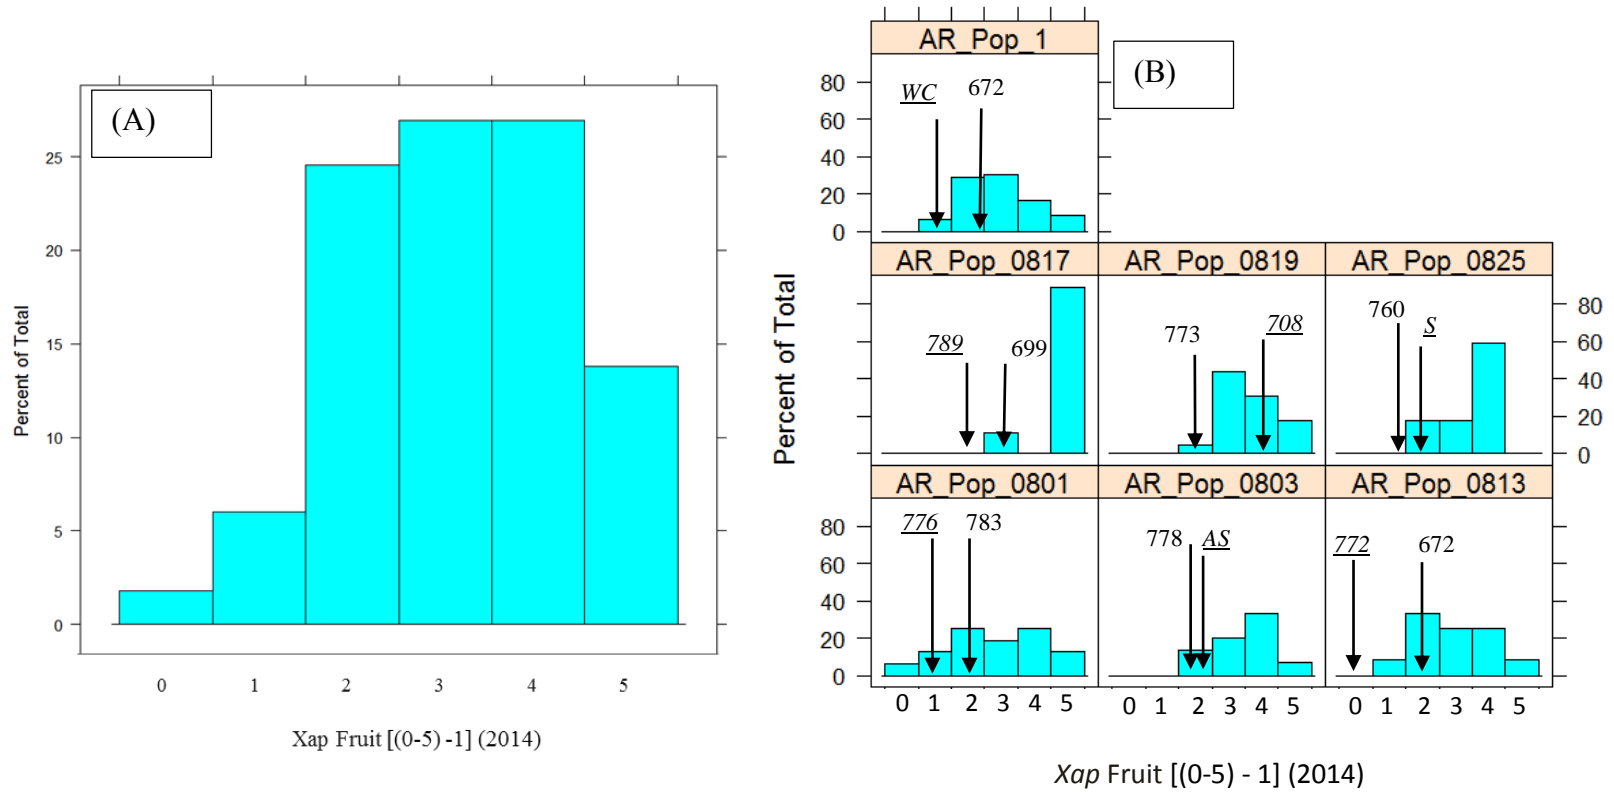 (A)
25
20
15
10
5
0
Percent of Total
0 1 2 3 4 5
Xap Fruit [(0-5) -1] (2014)
(B)
AR_Pop_1
80
60
40
20
0
WC 672
AR_Pop_0817 AR_Pop_0819 AR_Pop_0825
789 699
773 708
760 S
80
60
40
20
0
Percent of Total
AR_Pop_0801 AR_Pop_0803 AR_Pop_0813
80
60
40
20
0
776 783
778 AS
772 672
0 1 2 3 4 5 0 1 2 3 4 5 0 1 2 3 4 5
Xap Fruit [(0-5) - 1] (2014)